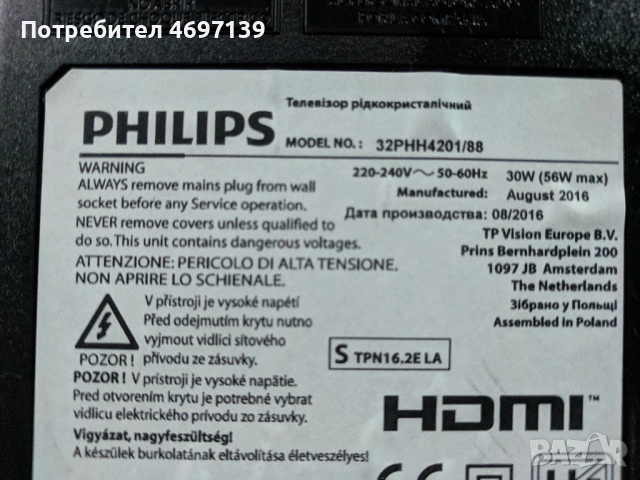 Потребител 4697139
Телевізор рідкокристалічний
PHILIPS
MODEL NO.: 32PHH4201/88
WARNING
ALWAYS remove mains plug from wall
socket before any Service operation.
NEVER remove covers unless qualified to
do so. This unit contains dangerous voltages.
ATTENZIONE: PERICOLO DI ALTA TENSIONE.
NON APRIRE LO SCHIENALE.
220-240V~ 50-60Hz 30W (56W max)
Manufactured: August 2016
Дата производства: 08/2016
TP Vision Europe B.V.
Prins Bernhardplein 200
1097 JB Amsterdam
The Netherlands
Зібрано у Польщі
Assembled in Poland
V přístroji je vysoké napětí
Před odejmutím krytu nutno
vyjmout vidlici síťového
POZOR ! přívodu ze zásuvky.
POZOR ! V prístroji je vysoké napätie.
Pred otvorením krytu je potrebné vybrat
vidlicu elektrického prívodu zo zásuvky.
Vigyázat, nagyfeszültség!
A készülek burkolatának eltávolítása életveszélyes!
S TPN16.2E LA
HDMI™
CE
BAZAR